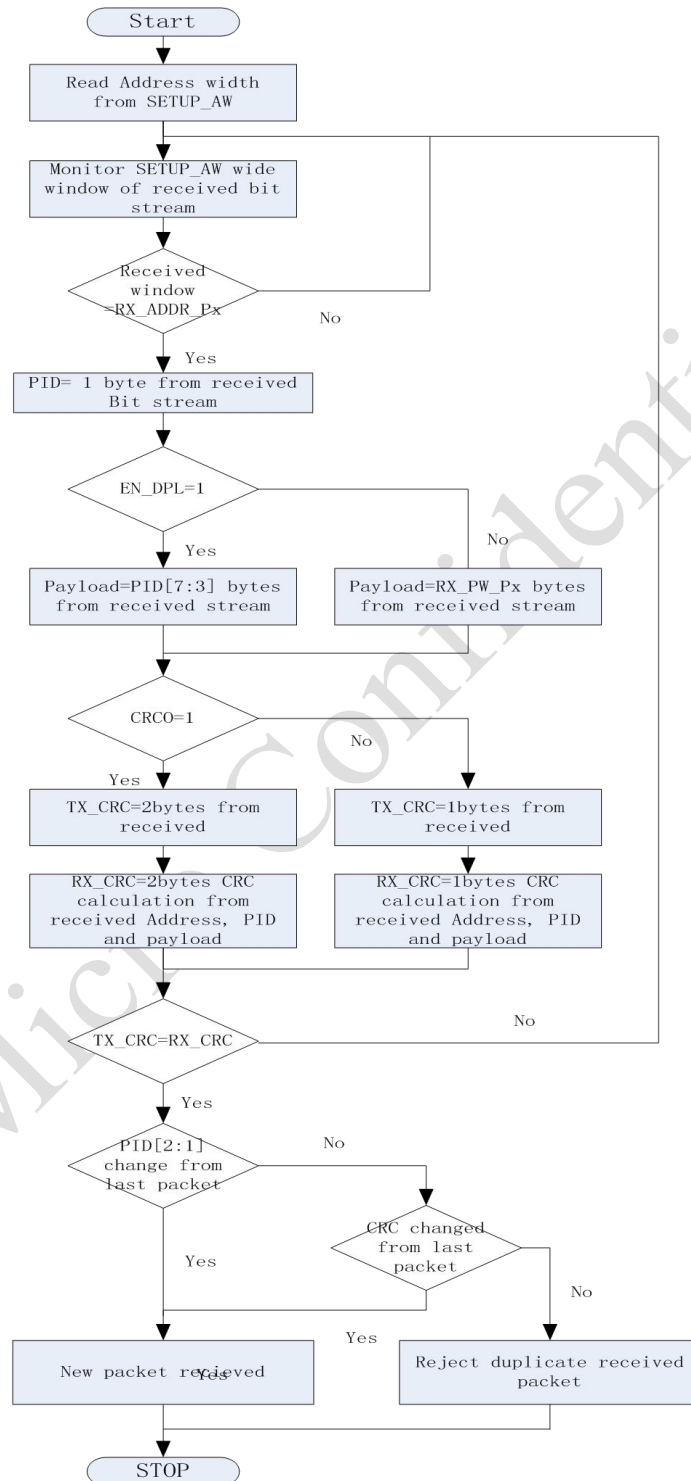 Start
Read Address width
from SETUP_AW
Monitor SETUP_AW wide
window of received bit
stream
Received
window
=RX_ADDR_Px
No
Yes
PID= 1 byte from received
Bit stream
EN_DPL=1
No
Yes
Payload=PID[7:3] bytes
from received stream
Payload=RX_PW_Px bytes
from received stream
CRCO=1
No
Yes
TX_CRC=2bytes from
received
TX_CRC=1bytes from
received
RX_CRC=2bytes CRC
calculation from
received Address, PID
and payload
RX_CRC=1bytes CRC
calculation from
received Address, PID
and payload
TX_CRC=RX_CRC
No
Yes
PID[2:1]
change from
last packet
No
CRC changed
from last
packet
Yes
No
Yes
New packet recieved
Yes
Reject duplicate received
packet
STOP
Micro Confidenti